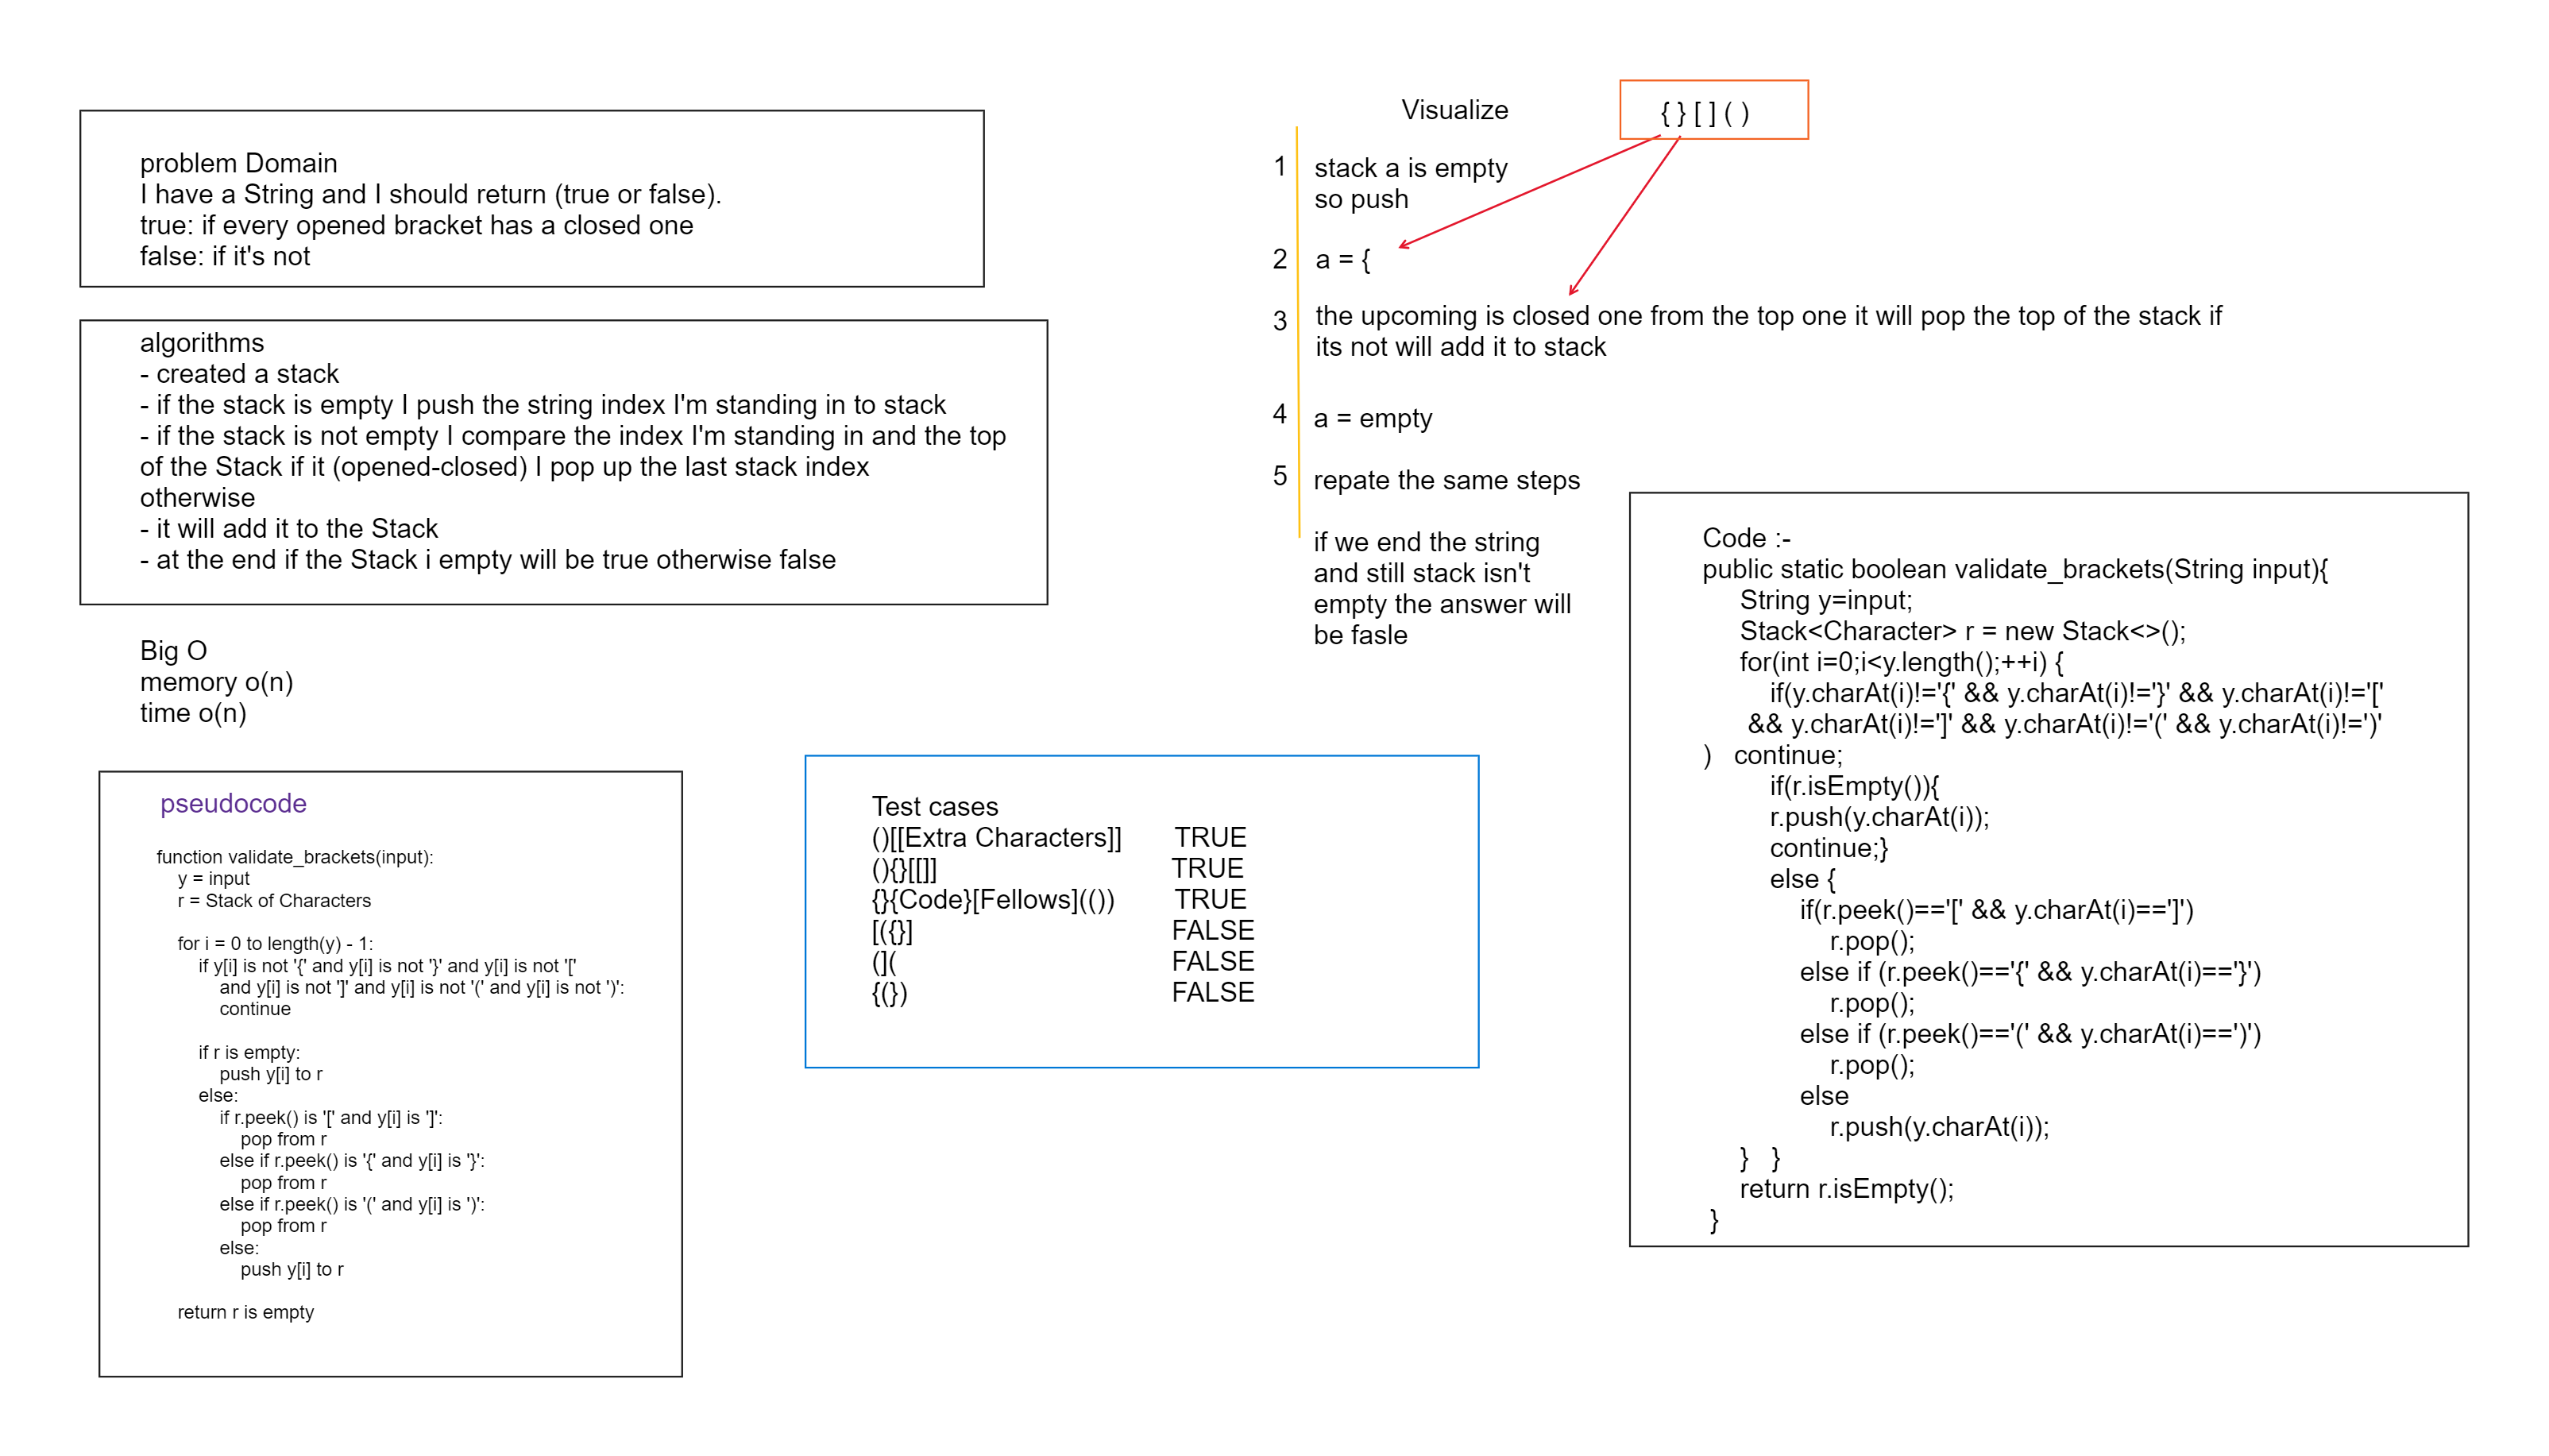 problem Domain
I have a String and I should return (true or false).
true: if every opened bracket has a closed one
false: if it's not
algorithms
- created a stack
- if the stack is empty I push the string index I'm standing in to stack
- if the stack is not empty I compare the index I'm standing in and the top
of the Stack if it (opened-closed) I pop up the last stack index
otherwise
- it will add it to the Stack
- at the end if the Stack i empty will be true otherwise false
Big O
memory o(n)
time o(n)
pseudocode
function validate_brackets(input):
y = input
r = Stack of Characters
for i = 0 to length(y) - 1:
if y[i] is not '{' and y[i] is not '}' and y[i] is not '['
and y[i] is not ']' and y[i] is not '(' and y[i] is not ')':
continue
if r is empty:
push y[i] to r
else:
if r.peek() is '[' and y[i] is ']':
pop from r
else if r.peek() is '{' and y[i] is '}':
pop from r
else if r.peek() is '(' and y[i] is ')':
pop from r
else:
push y[i] to r
return r is empty
Test cases
()[[Extra Characters]] TRUE
(){}[[]] TRUE
{}{Code}[Fellows](()) TRUE
[({}] FALSE
(]( FALSE
{(}) FALSE
Visualize
{ } [ ] ( )
1 stack a is empty
so push
2 a = {
3 the upcoming is closed one from the top one it will pop the top of the stack if
its not will add it to stack
4 a = empty
5 repate the same steps
if we end the string
and still stack isn't
empty the answer will
be fasle
Code :-
public static boolean validate_brackets(String input){
String y=input;
Stack<Character> r = new Stack<>();
for(int i=0;i<y.length();++i) {
if(y.charAt(i)!='{' && y.charAt(i)!='}' && y.charAt(i)!='['
&& y.charAt(i)!=']' && y.charAt(i)!='(' && y.charAt(i)!=')'
) continue;
if(r.isEmpty()){
r.push(y.charAt(i));
continue;}
else {
if(r.peek()=='[' && y.charAt(i)==']')
r.pop();
else if (r.peek()=='{' && y.charAt(i)=='}')
r.pop();
else if (r.peek()=='(' && y.charAt(i)==')')
r.pop();
else
r.push(y.charAt(i));
} }
return r.isEmpty();
}